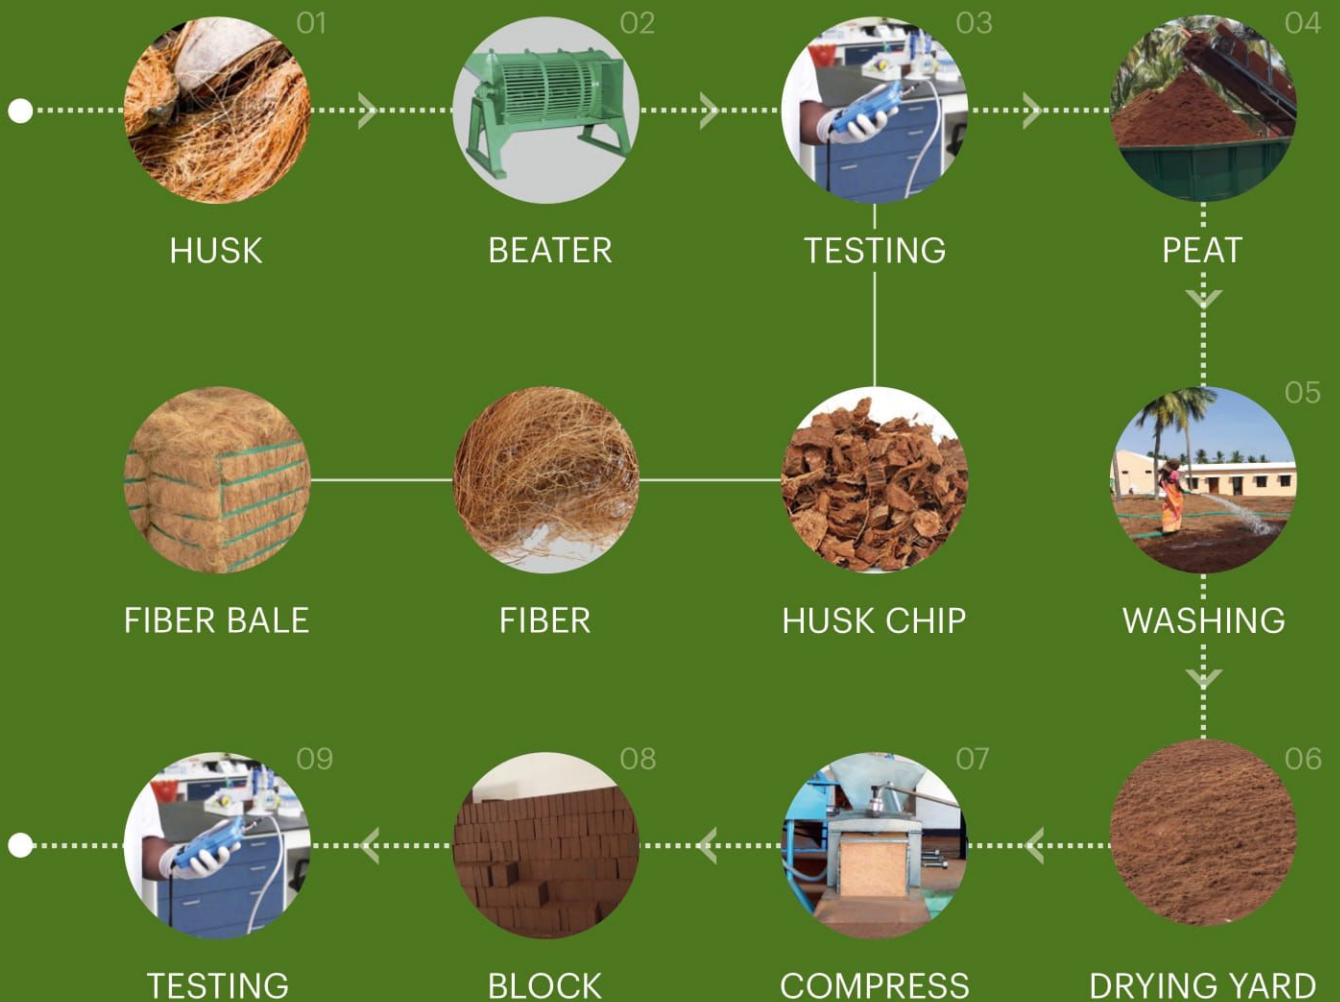 01
02
03
04
HUSK
BEATER
TESTING
PEAT
05
FIBER BALE
FIBER
HUSK CHIP
WASHING
09
08
07
06
TESTING
BLOCK
COMPRESS
DRYING YARD